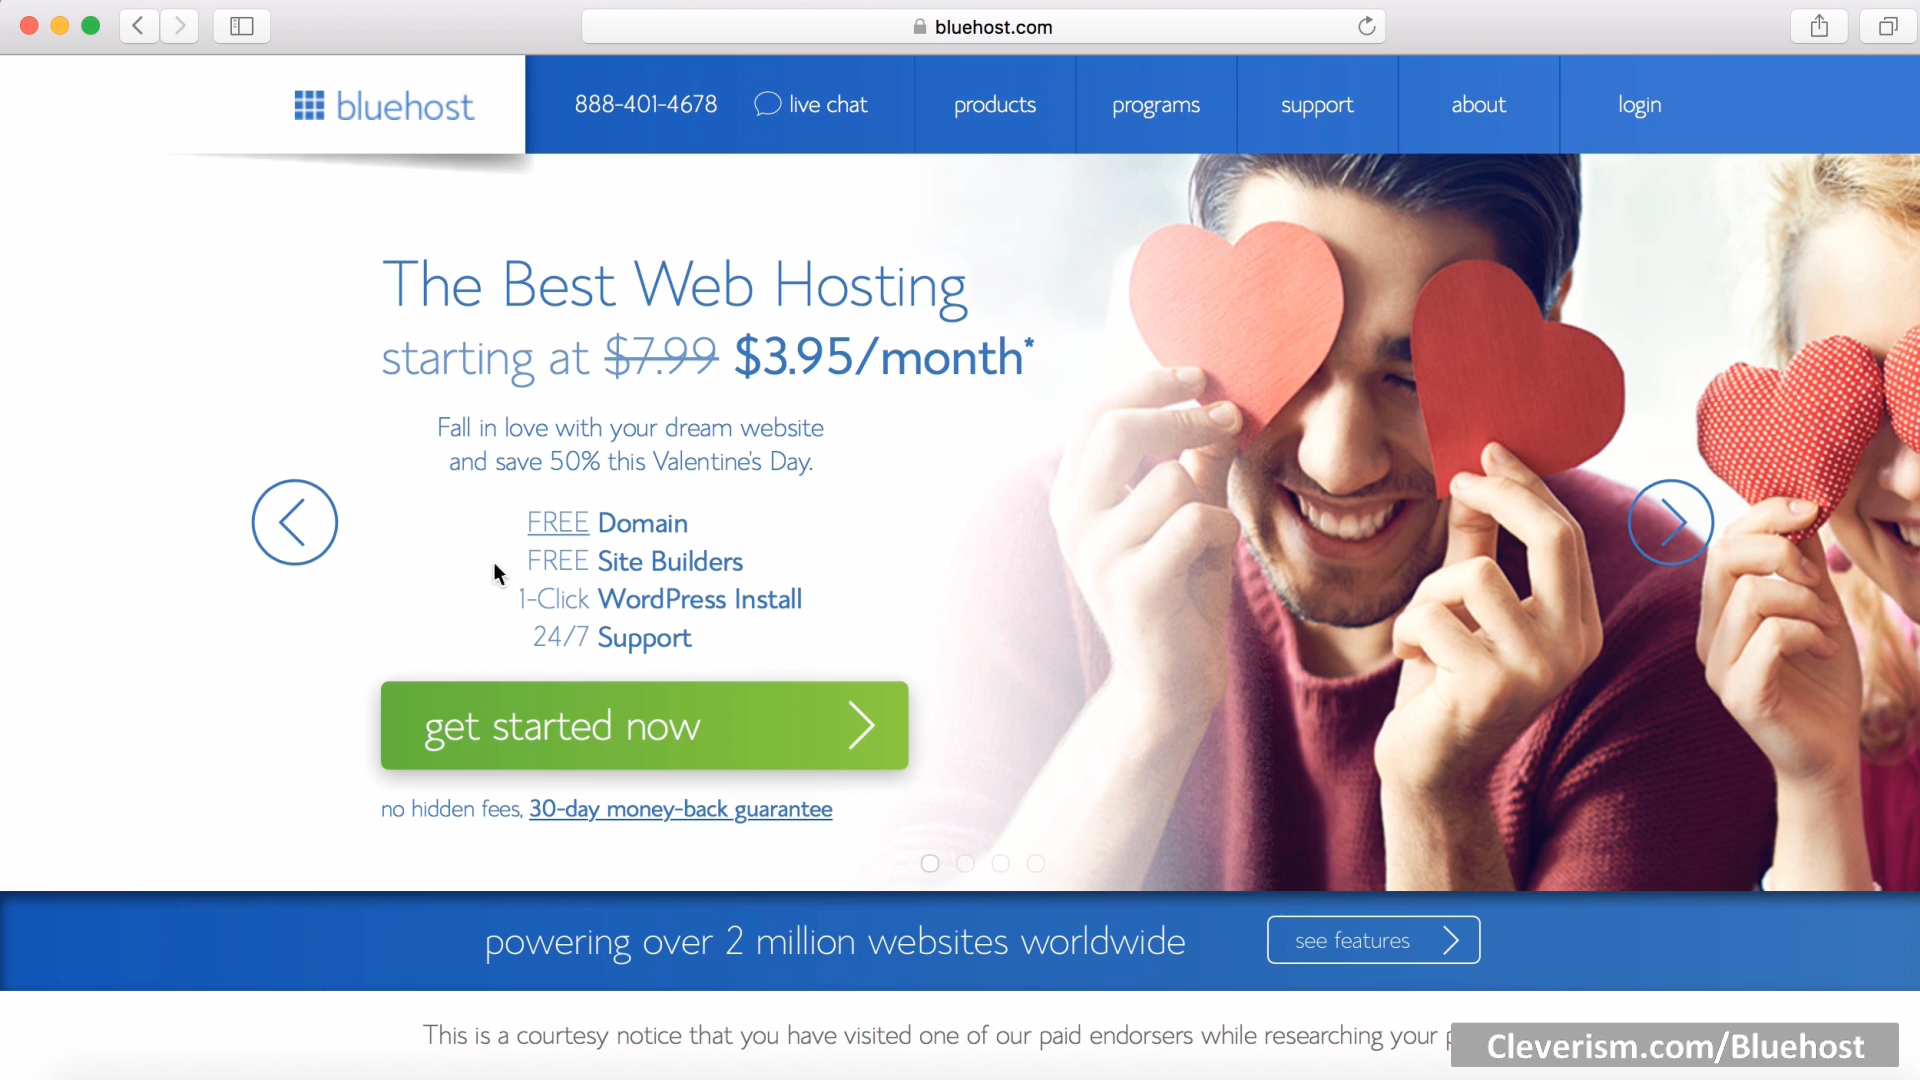 bluehost.com
bluehost
888-401-4678 live chat products programs support about login
The Best Web Hosting
starting at $7.99 $3.95/month*
Fall in love with your dream website
and save 50% this Valentine's Day.
FREE Domain
FREE Site Builders
1-Click WordPress Install
24/7 Support
get started now
no hidden fees, 30-day money-back guarantee
powering over 2 million websites worldwide see features
This is a courtesy notice that you have visited one of our paid endorsers while researching your
Cleverism.com/Bluehost